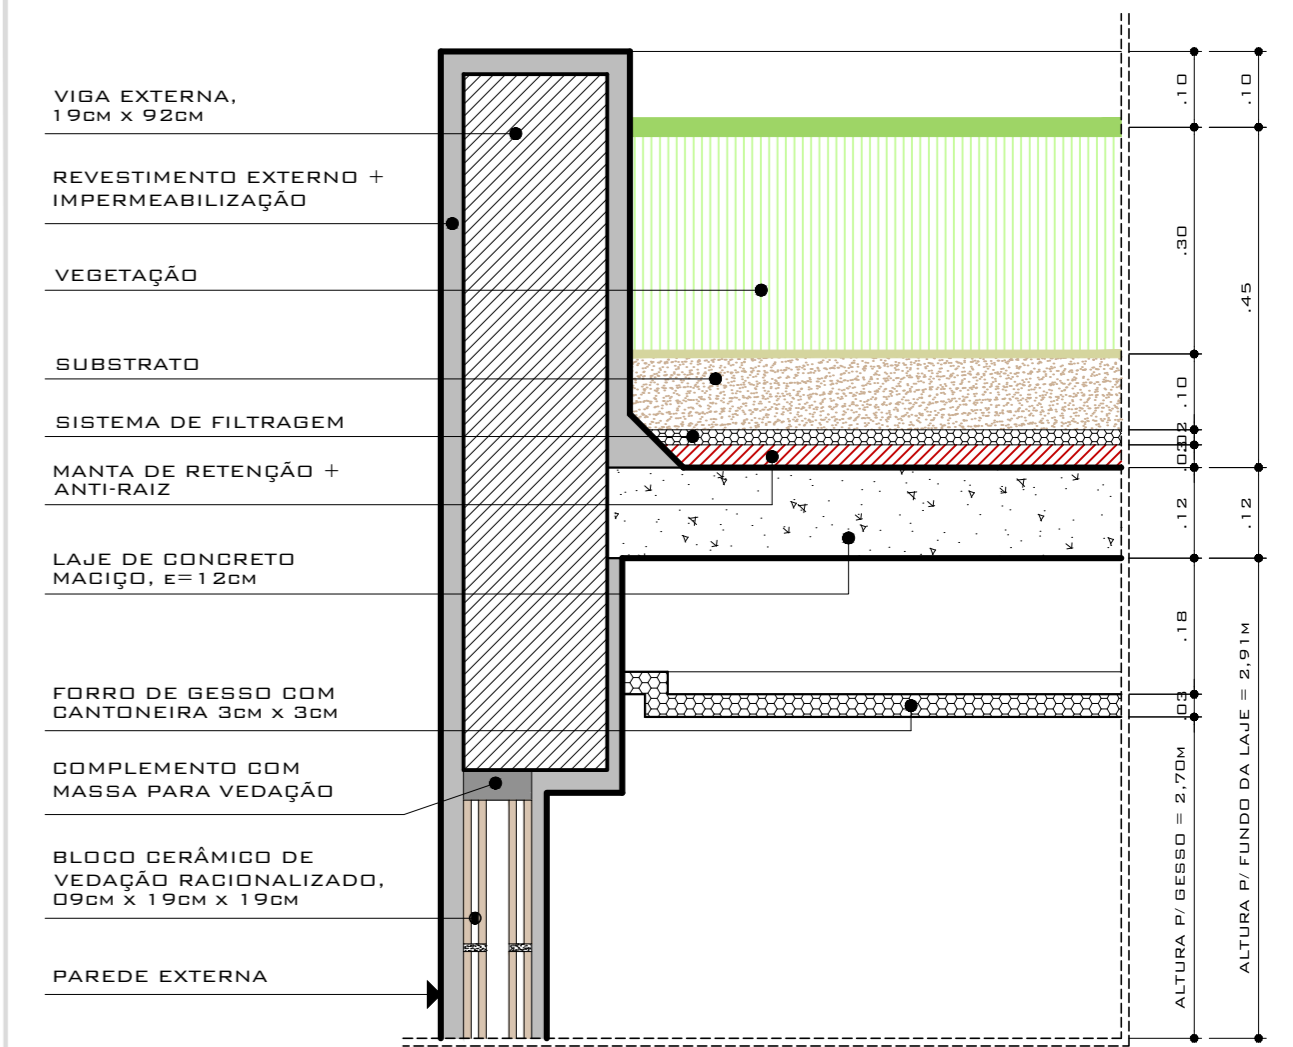 VIGA EXTERNA,
19CM X 92CM
REVESTIMENTO EXTERNO +
IMPERMEABILIZAÇÃO
VEGETAÇÃO
SUBSTRATO
SISTEMA DE FILTRAGEM
MANTA DE RETENÇÃO +
ANTI-RAIZ
LAJE DE CONCRETO
MACIÇO, E=12CM
FORRO DE GESSO COM
CANTONEIRA 3CM X 3CM
COMPLEMENTO COM
MASSA PARA VEDAÇÃO
BLOCO CERÂMICO DE
VEDAÇÃO RACIONALIZADO,
09CM X 19CM X 19CM
PAREDE EXTERNA
.10
.30
.10
.02
.03
.12
.18
.03
ALTURA P/ GESSO = 2,70M
.10
.45
.12
ALTURA P/ FUNDO DA LAJE = 2,91M